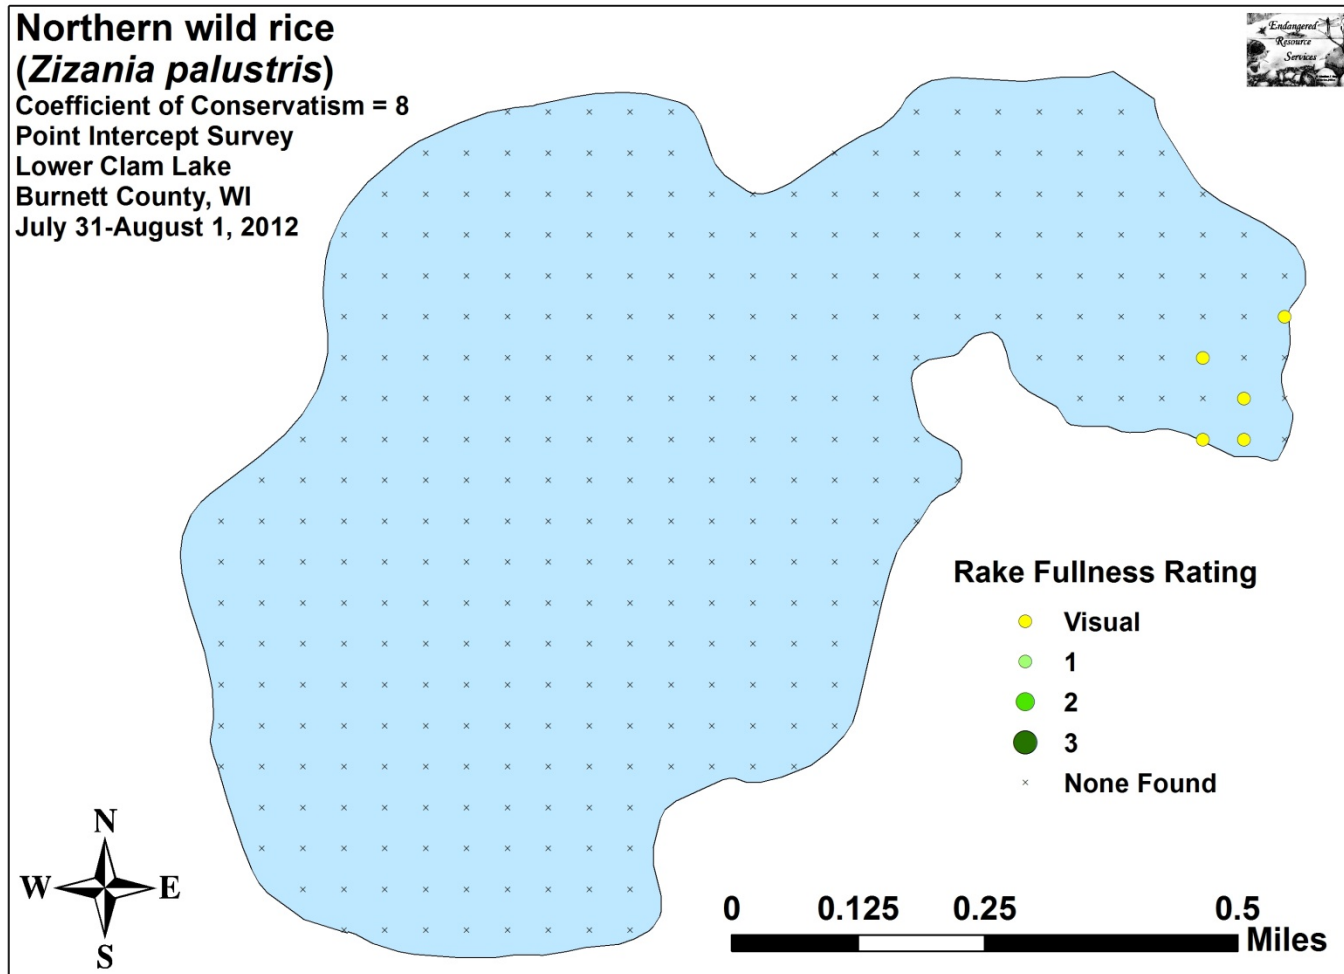 Northern wild rice
(Zizania palustris)
Coefficient of Conservatism = 8
Point Intercept Survey
Lower Clam Lake
Burnett County, WI
July 31-August 1, 2012
Endangered
Resource
Services
Rake Fullness Rating
Visual
1
2
3
None Found
N
W E
S
0 0.125 0.25 0.5
Miles